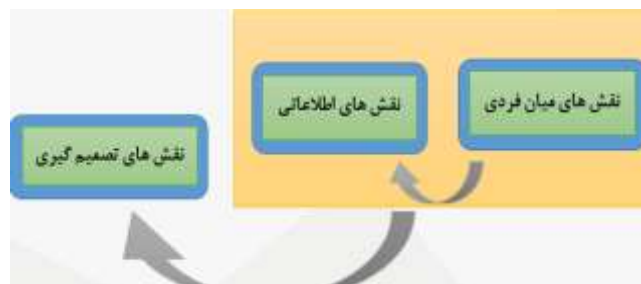 نقش های میان فردی
نقش های اطلاعاتی
نقش های تصمیم گیری